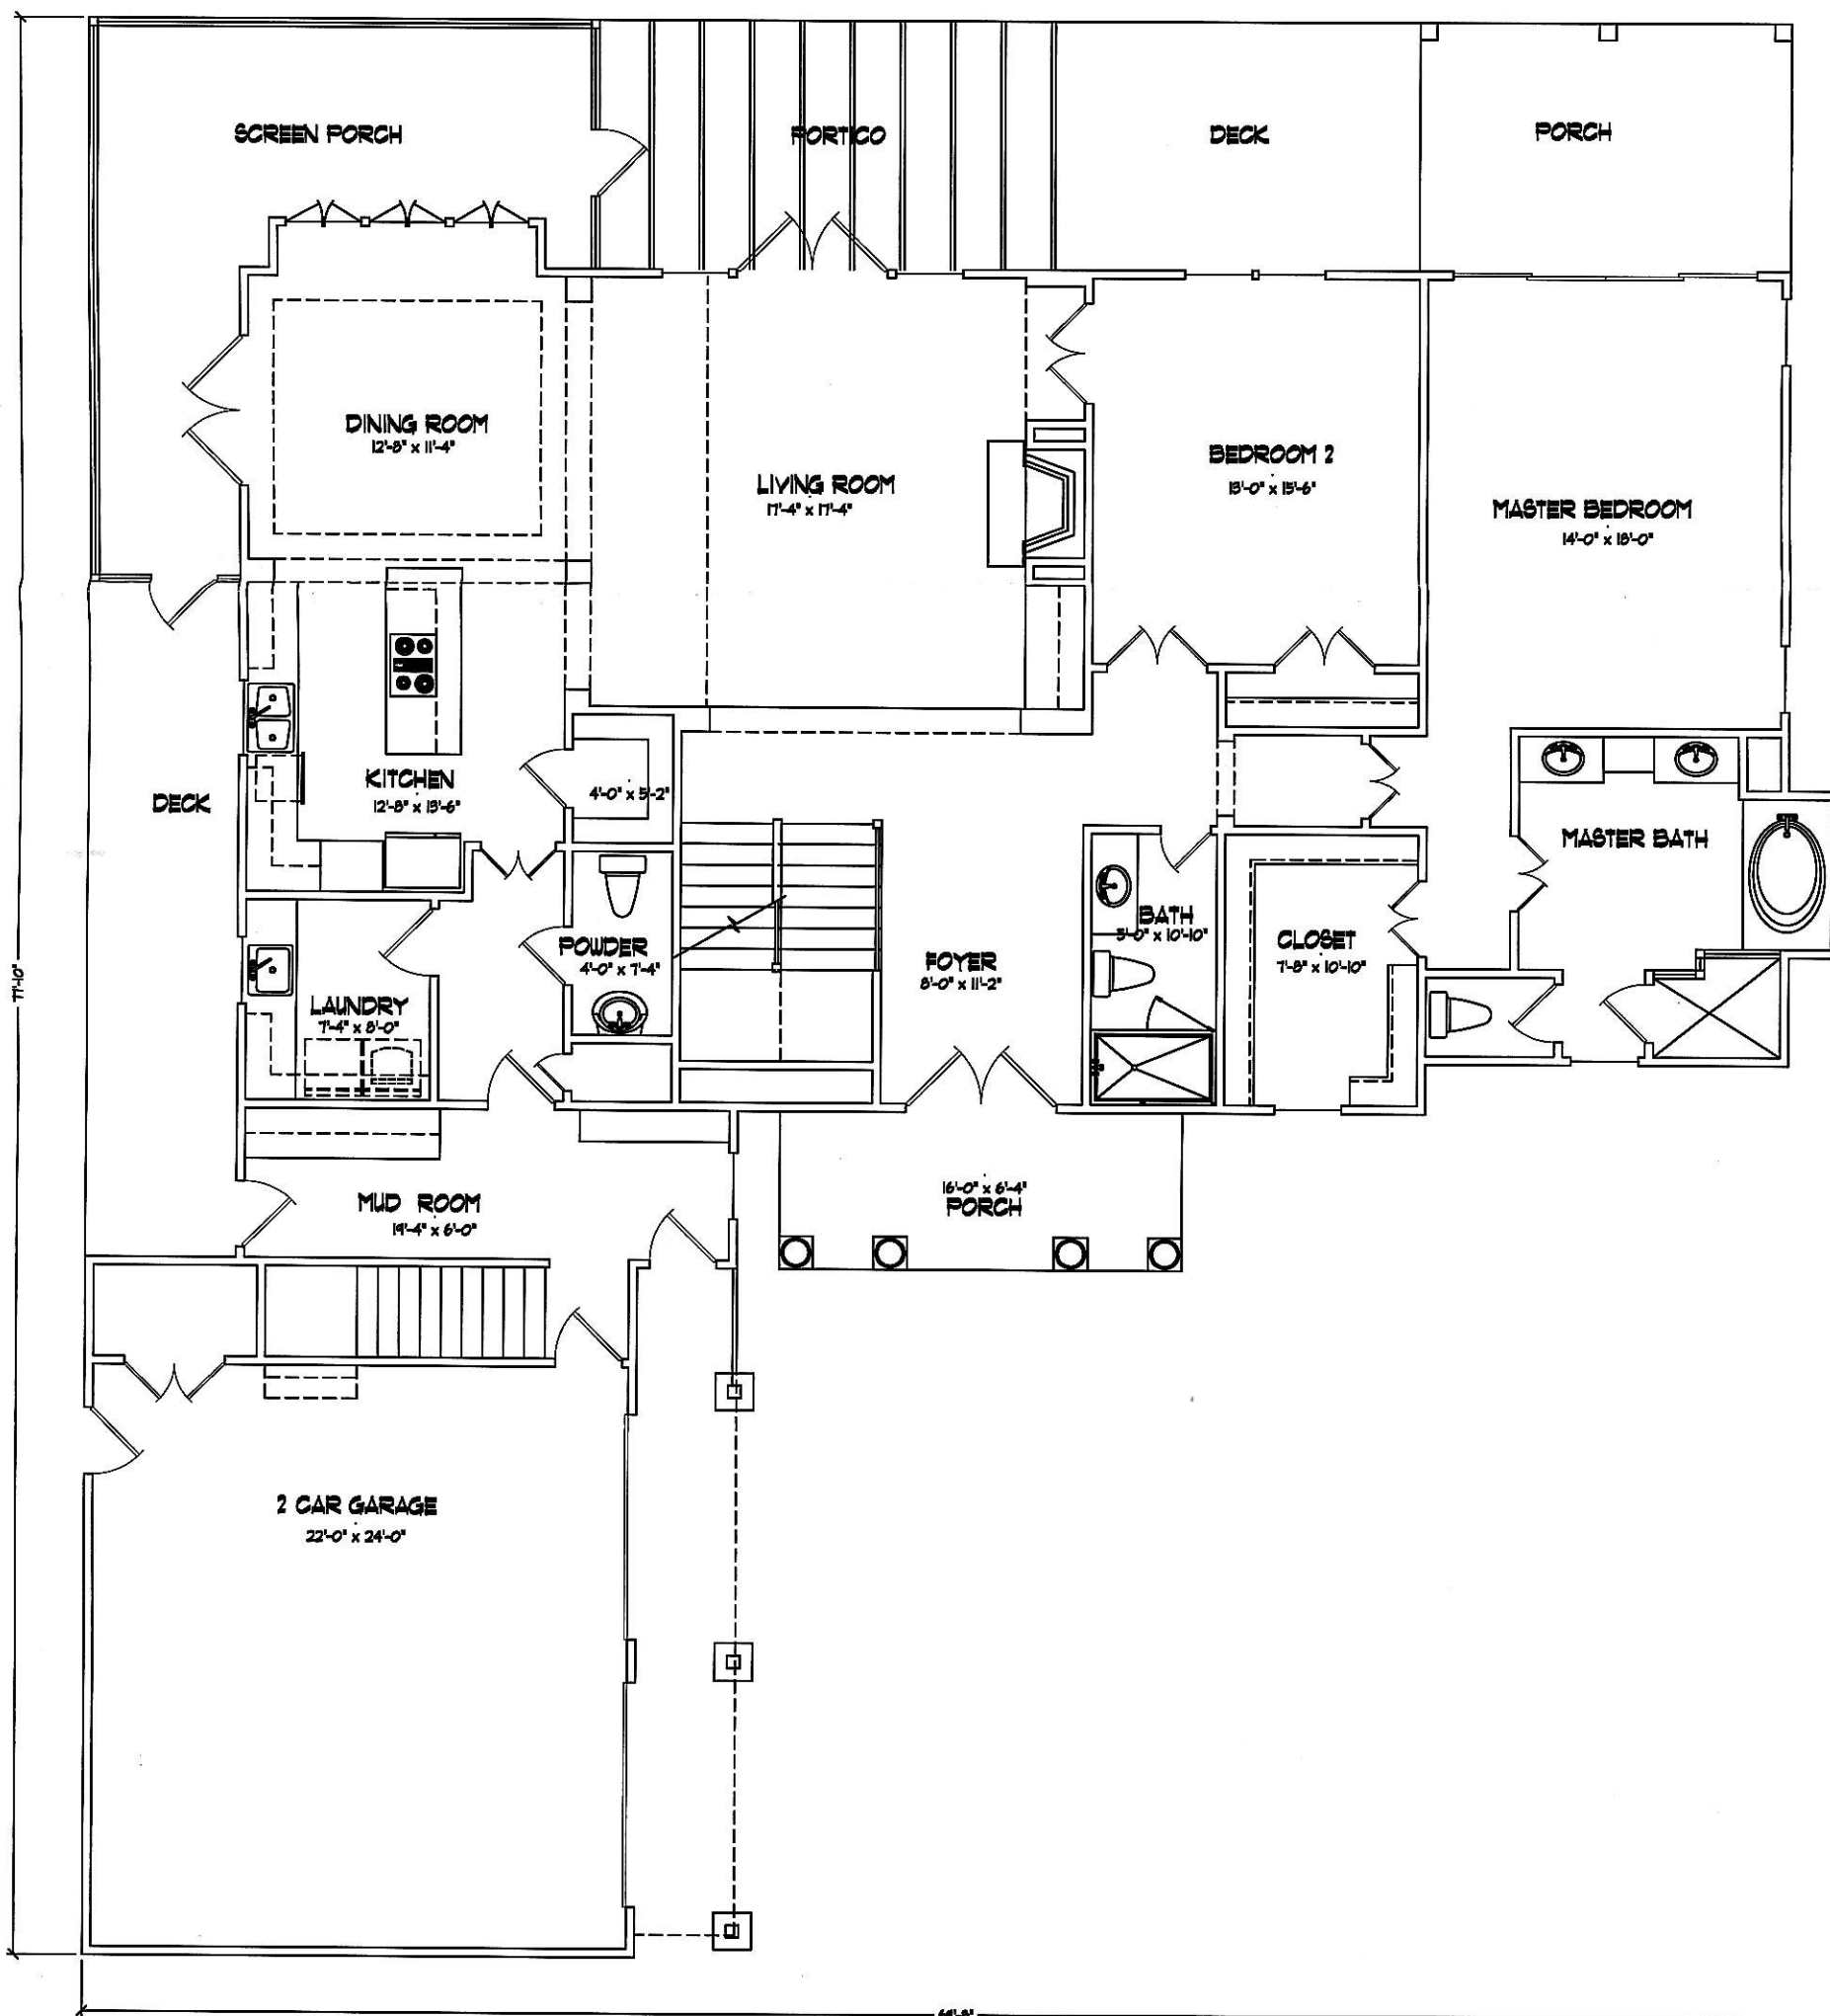 SCREEN PORCH
PORTICO
DECK
PORCH
DINING ROOM
12'-8" x 11'-4"
LIVING ROOM
17'-4" x 17'-4"
BEDROOM 2
13'-0" x 15'-6"
MASTER BEDROOM
14'-0" x 18'-0"
DECK
KITCHEN
12'-8" x 13'-6"
4'-0" x 5'-2"
MASTER BATH
POWDER
4'-0" x 7'-4"
FOYER
8'-0" x 11'-2"
BATH
5'-0" x 10'-10"
CLOSET
7'-8" x 10'-10"
77'-10"
LAUNDRY
7'-4" x 8'-0"
MUD ROOM
19'-4" x 6'-0"
16'-0" x 6'-4"
PORCH
2 CAR GARAGE
22'-0" x 24'-0"